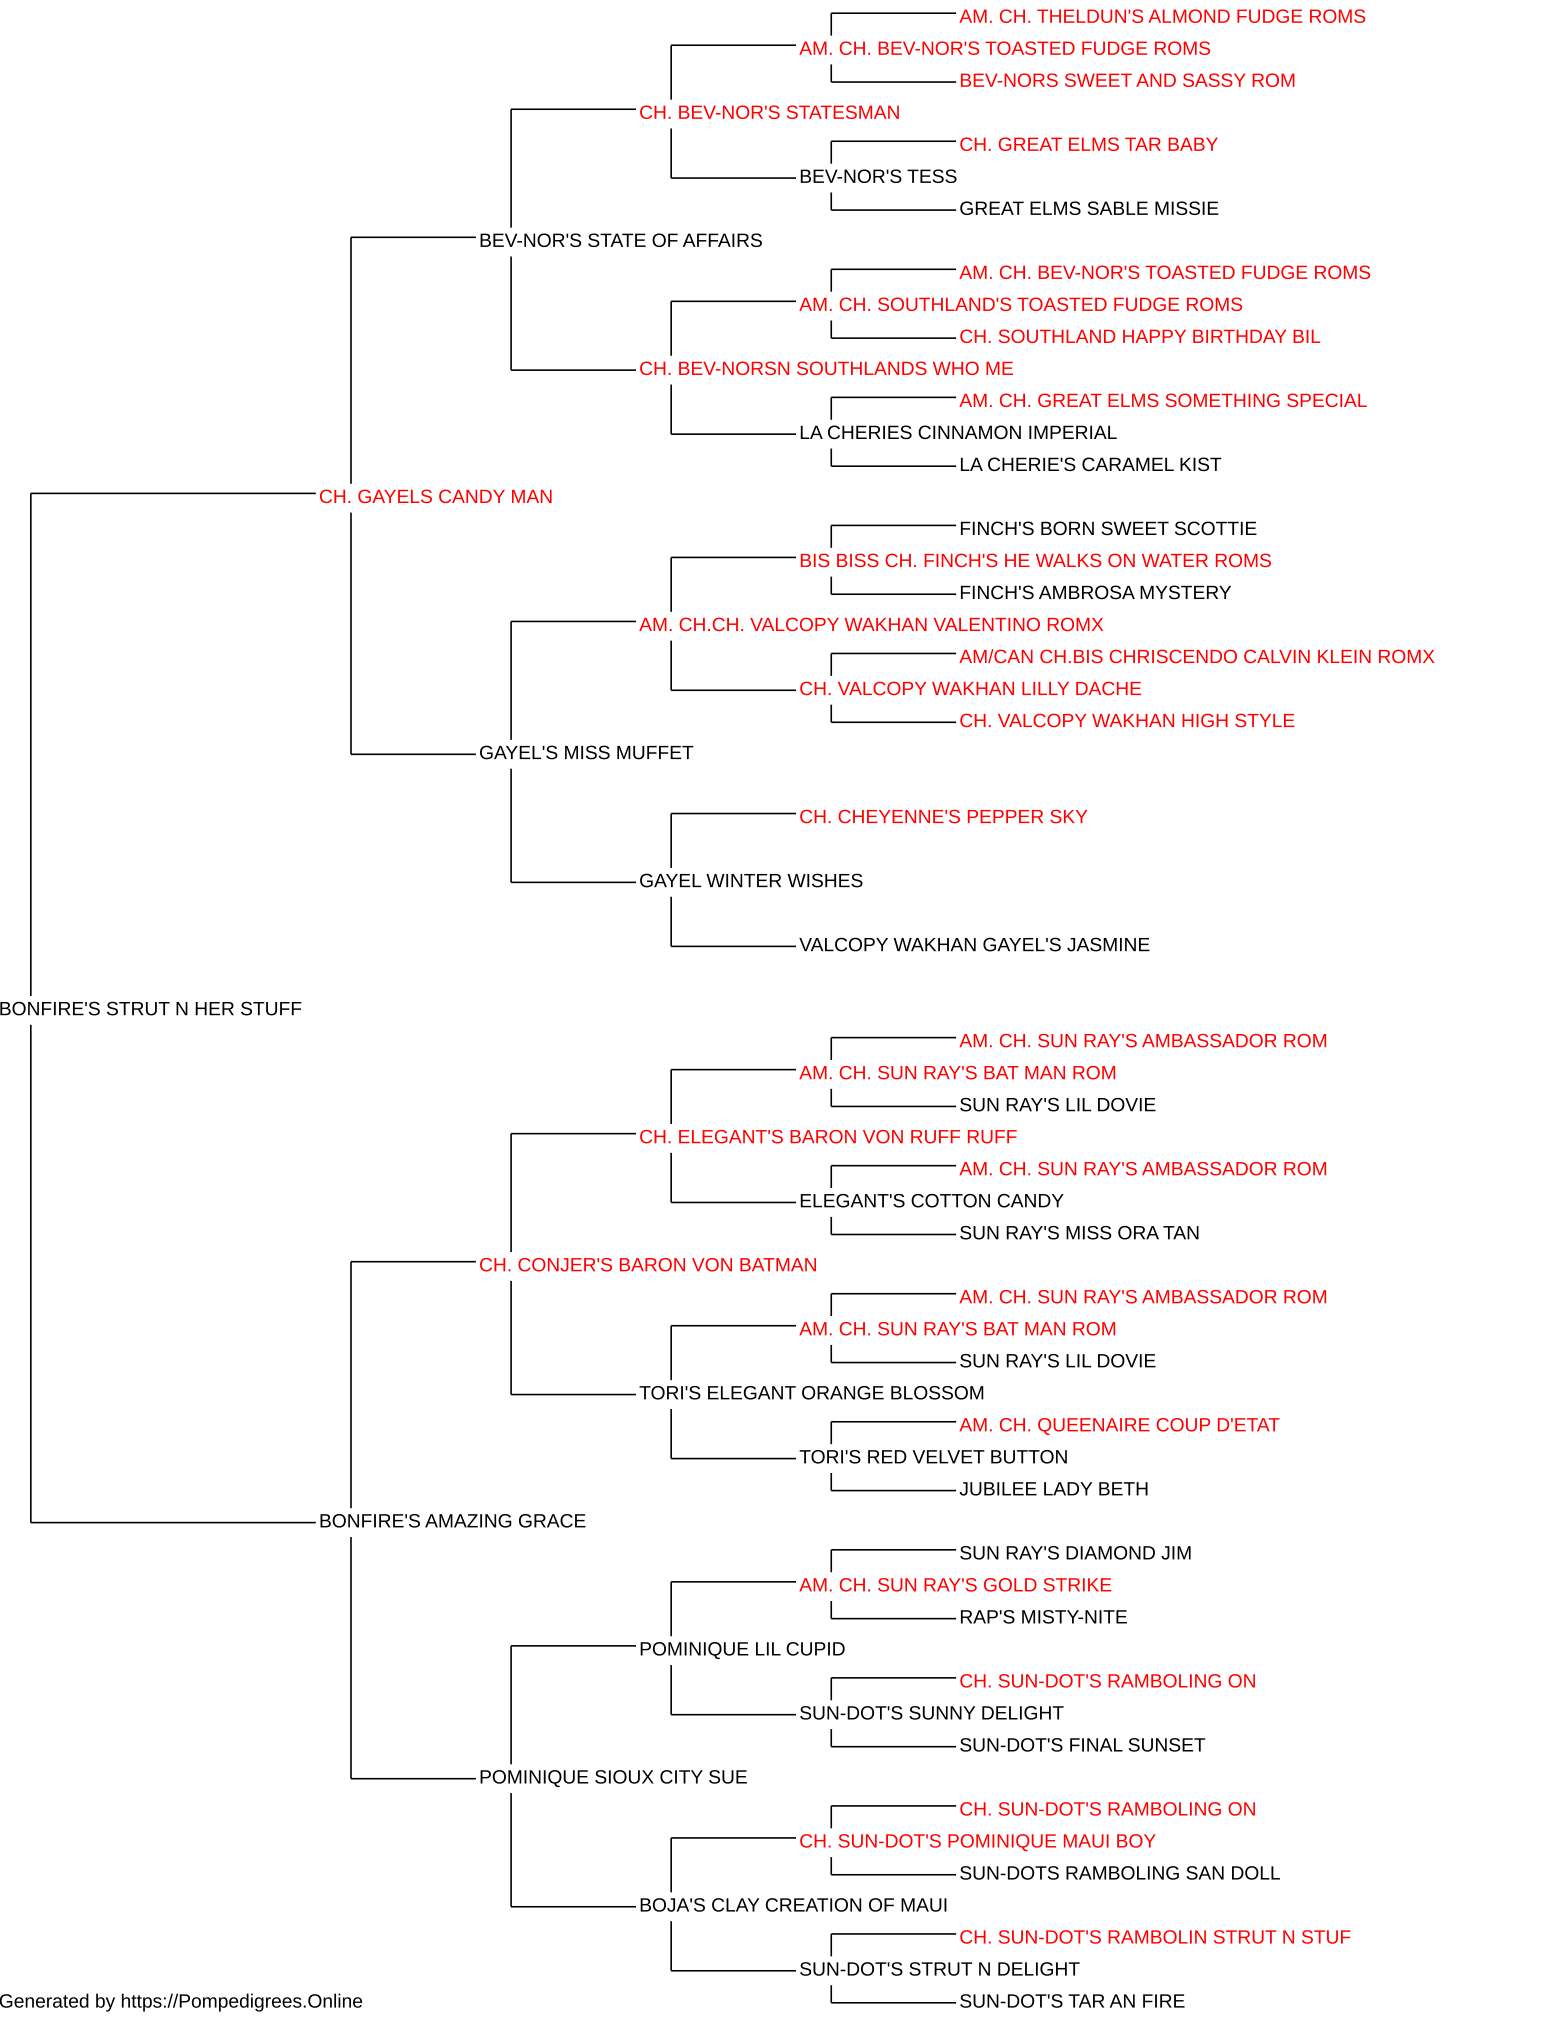 AM. CH. THELDUN'S ALMOND FUDGE ROMS
AM. CH. BEV-NOR'S TOASTED FUDGE ROMS
BEV-NORS SWEET AND SASSY ROM
CH. BEV-NOR'S STATESMAN
CH. GREAT ELMS TAR BABY
BEV-NOR'S TESS
GREAT ELMS SABLE MISSIE
BEV-NOR'S STATE OF AFFAIRS
AM. CH. BEV-NOR'S TOASTED FUDGE ROMS
AM. CH. SOUTHLAND'S TOASTED FUDGE ROMS
CH. SOUTHLAND HAPPY BIRTHDAY BIL
CH. BEV-NORSN SOUTHLANDS WHO ME
AM. CH. GREAT ELMS SOMETHING SPECIAL
LA CHERIES CINNAMON IMPERIAL
LA CHERIE'S CARAMEL KIST
CH. GAYELS CANDY MAN
FINCH'S BORN SWEET SCOTTIE
BIS BISS CH. FINCH'S HE WALKS ON WATER ROMS
FINCH'S AMBROSA MYSTERY
AM. CH.CH. VALCOPY WAKHAN VALENTINO ROMX
AM/CAN CH.BIS CHRISCENDO CALVIN KLEIN ROMX
CH. VALCOPY WAKHAN LILLY DACHE
CH. VALCOPY WAKHAN HIGH STYLE
GAYEL'S MISS MUFFET
CH. CHEYENNE'S PEPPER SKY
GAYEL WINTER WISHES
VALCOPY WAKHAN GAYEL'S JASMINE
BONFIRE'S STRUT N HER STUFF
AM. CH. SUN RAY'S AMBASSADOR ROM
AM. CH. SUN RAY'S BAT MAN ROM
SUN RAY'S LIL DOVIE
CH. ELEGANT'S BARON VON RUFF RUFF
AM. CH. SUN RAY'S AMBASSADOR ROM
ELEGANT'S COTTON CANDY
SUN RAY'S MISS ORA TAN
CH. CONJER'S BARON VON BATMAN
AM. CH. SUN RAY'S AMBASSADOR ROM
AM. CH. SUN RAY'S BAT MAN ROM
SUN RAY'S LIL DOVIE
TORI'S ELEGANT ORANGE BLOSSOM
AM. CH. QUEENAIRE COUP D'ETAT
TORI'S RED VELVET BUTTON
JUBILEE LADY BETH
BONFIRE'S AMAZING GRACE
SUN RAY'S DIAMOND JIM
AM. CH. SUN RAY'S GOLD STRIKE
RAP'S MISTY-NITE
POMINIQUE LIL CUPID
CH. SUN-DOT'S RAMBOLING ON
SUN-DOT'S SUNNY DELIGHT
SUN-DOT'S FINAL SUNSET
POMINIQUE SIOUX CITY SUE
CH. SUN-DOT'S RAMBOLING ON
CH. SUN-DOT'S POMINIQUE MAUI BOY
SUN-DOTS RAMBOLING SAN DOLL
BOJA'S CLAY CREATION OF MAUI
CH. SUN-DOT'S RAMBOLIN STRUT N STUF
SUN-DOT'S STRUT N DELIGHT
SUN-DOT'S TAR AN FIRE
Generated by https://Pompedigrees.Online